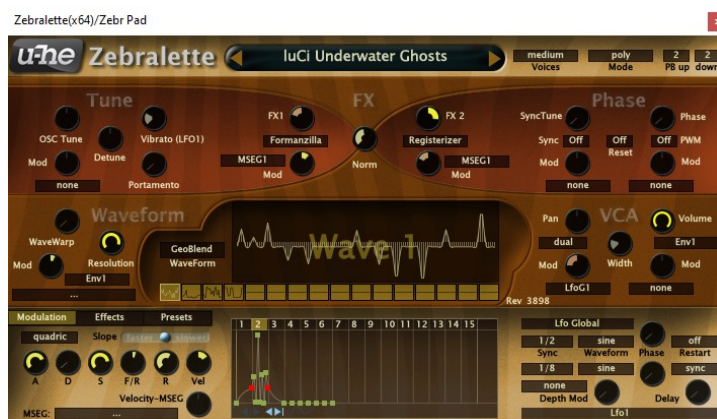 Zebralette(x64)/Zebr Pad
u-he Zebralette
luCi Underwater Ghosts
medium poly 2 2
Voices Mode PB up down
Tune FX Phase
OSC Tune Vibrato (LFO1)
Detune
Mod
none Portamento
FX1 FX 2
Formanzilla Registerizer
Norm
MSEG1 MSEG1
Mod Mod
SyncTune Phase
Sync Off Off Off PWM
Reset
Mod Mod
none none
Waveform
WaveWarp
Mod Resolution
Env1
...
GeoBlend
WaveForm
Wave 1
Pan VCA Volume
dual Env1
Mod Width Mod
LfoG1 none
Rev 3898
Modulation Effects Presets
quadric Slope faster slower
A D S F/R R Vel
Velocity-MSEG
MSEG: ...
1 2 3 4 5 6 7 8 9 10 11 12 13 14 15
Lfo Global
1/2 sine off
Sync Waveform Phase Restart
1/8 sine sync
none
Depth Mod Delay
Lfo1